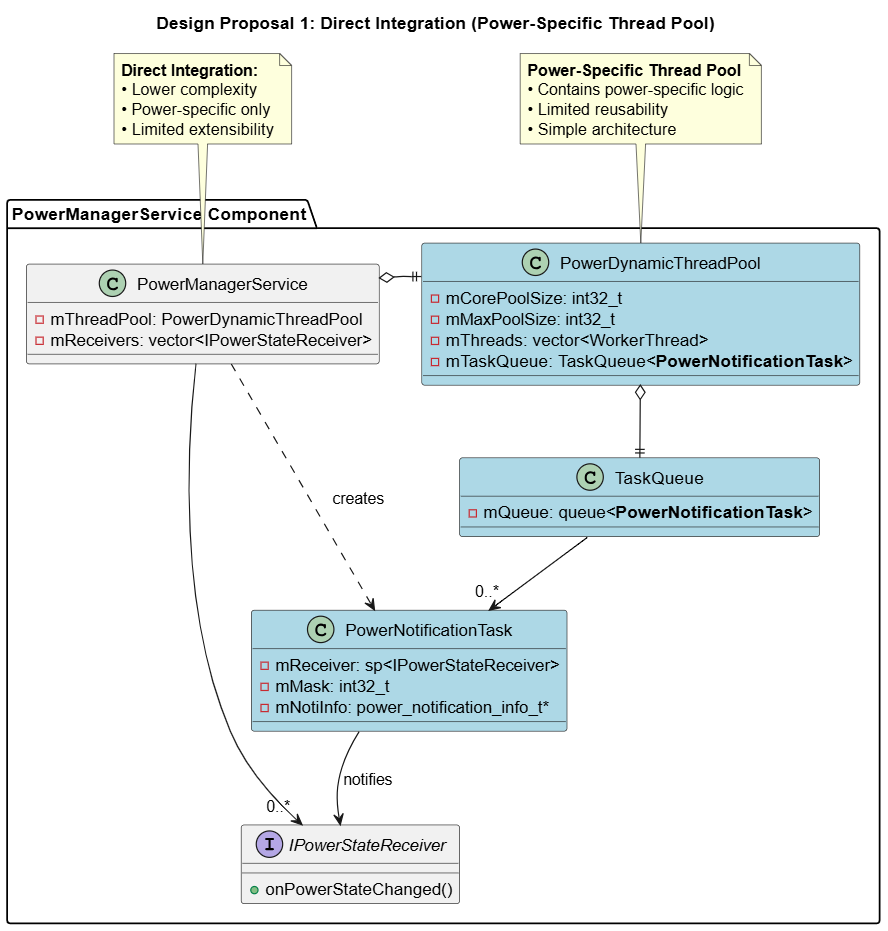 Design Proposal 1: Direct Integration (Power-Specific Thread Pool)
Direct Integration:
• Lower complexity
• Power-specific only
• Limited extensibility
Power-Specific Thread Pool
• Contains power-specific logic
• Limited reusability
• Simple architecture
PowerManagerService Component
C PowerManagerService
mThreadPool: PowerDynamicThreadPool
mReceivers: vector<IPowerStateReceiver>
C PowerDynamicThreadPool
mCorePoolSize: int32_t
mMaxPoolSize: int32_t
mThreads: vector<WorkerThread>
mTaskQueue: TaskQueue<PowerNotificationTask>
C TaskQueue
mQueue: queue<PowerNotificationTask>
creates
0..*
C PowerNotificationTask
mReceiver: sp<IPowerStateReceiver>
mMask: int32_t
mNotiInfo: power_notification_info_t*
notifies
0..*
I IPowerStateReceiver
onPowerStateChanged()